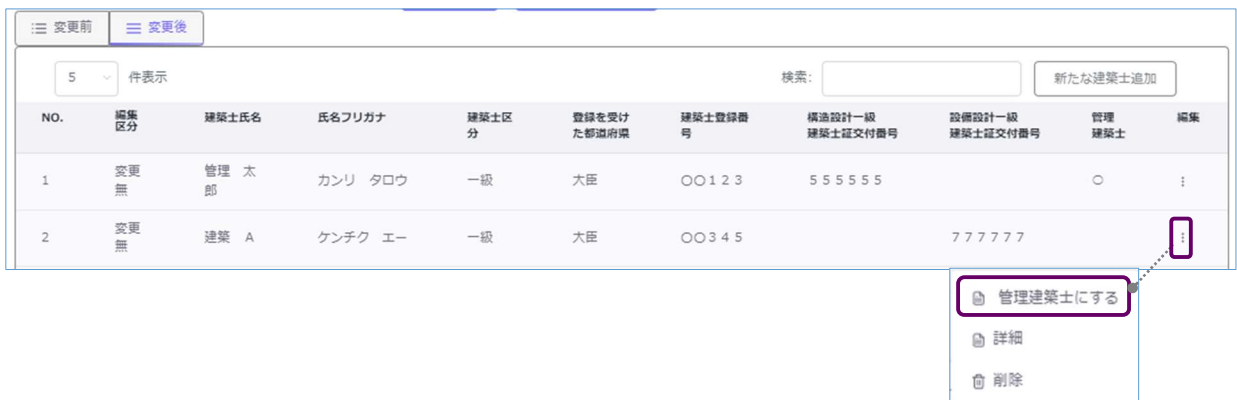 変更前 変更後
5 件表示 検索: 新たな建築士追加
NO. 編集 建築士氏名 氏名フリガナ 建築士区 登録を受け 建築士登録番 構造設計一級 設備設計一級 管理 編集
区分 分 た都道府県 号 建築士証交付番号 建築士証交付番号 建築士
1 変更 管理　太 カンリ　タロウ 一級 大臣 〇〇１２３ ５５５５５５ 〇 ⋮
無 郎
2 変更 建築　A ケンチク　エー 一級 大臣 〇〇３４５ ７７７７７７ ⋮
無
管理建築士にする
詳細
削除